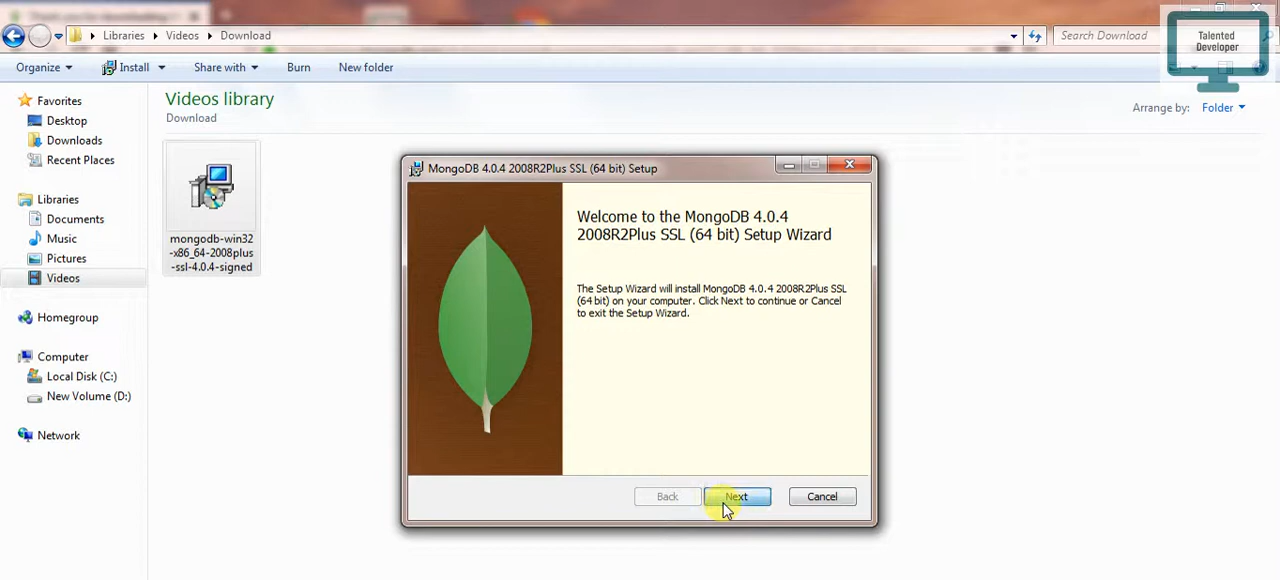 Libraries
Videos
Download
Search Download
Talented
Developer
Organize
Install
Share with
Burn
New folder
Favorites
Desktop
Downloads
Recent Places
Libraries
Documents
Music
Pictures
Videos
Homegroup
Computer
Local Disk (C:)
New Volume (D:)
Network
Videos library
Download
Arrange by: Folder
mongodb-win32
-x86_64-2008plus
-ssl-4.0.4-signed
MongoDB 4.0.4 2008R2Plus SSL (64 bit) Setup
Welcome to the MongoDB 4.0.4
2008R2Plus SSL (64 bit) Setup Wizard
The Setup Wizard will install MongoDB 4.0.4 2008R2Plus SSL
(64 bit) on your computer. Click Next to continue or Cancel
to exit the Setup Wizard.
Back
Next
Cancel